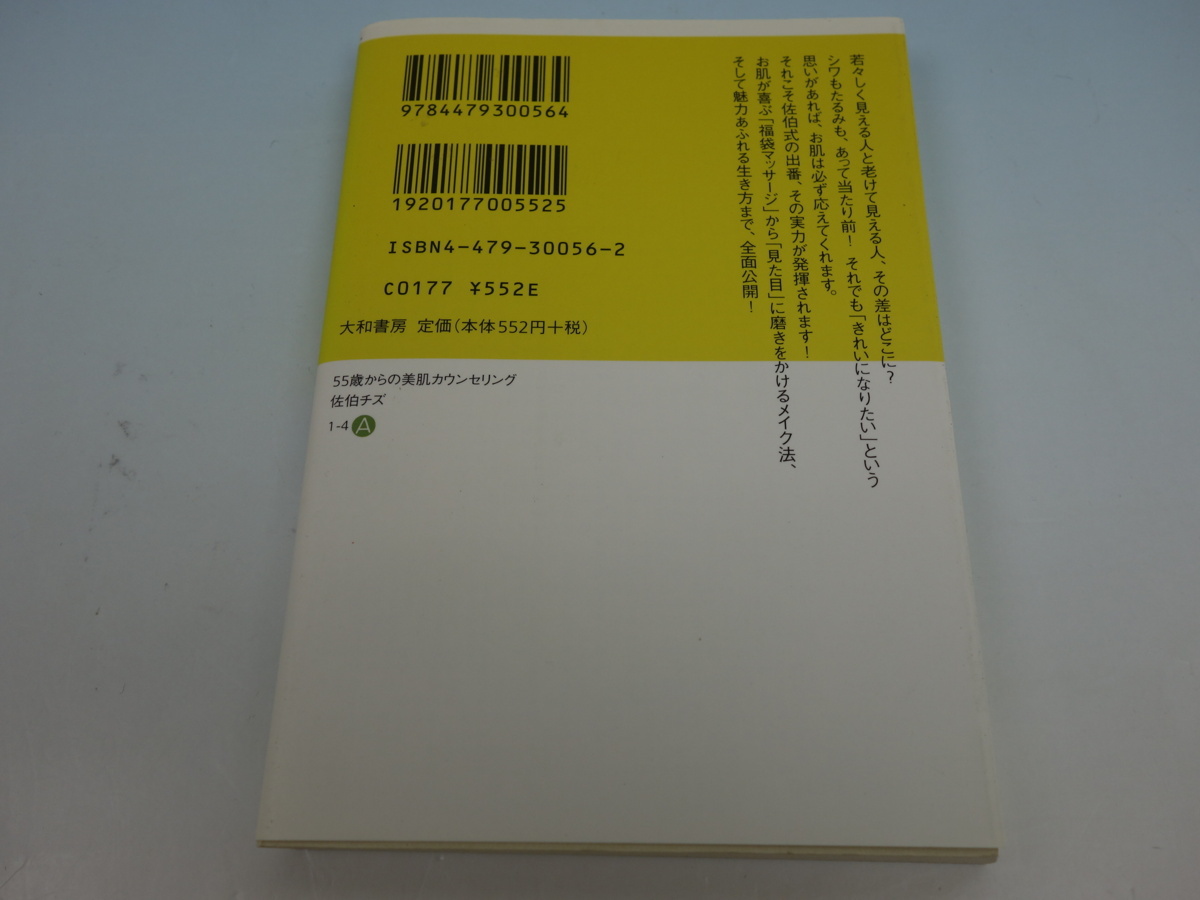 若々しく見える人と老けて見える人、その差はどこに?
シワもたるみも、あって当たり前! それでも「きれいになりたい」という
思いがあれば、お肌は必ず応えてくれます。
それこそ佐伯式の出番、その実力が発揮されます!
お肌が喜ぶ「福袋マッサージ」から「見た目」に磨きをかけるメイク法、
そして魅力あふれる生き方まで、全面公開!
9784479300564
1920177005525
ISBN4-479-30056-2
C0177 ¥552E
大和書房 定価(本体552円+税)
55歳からの美肌カウンセリング
佐伯チズ
1-4 A